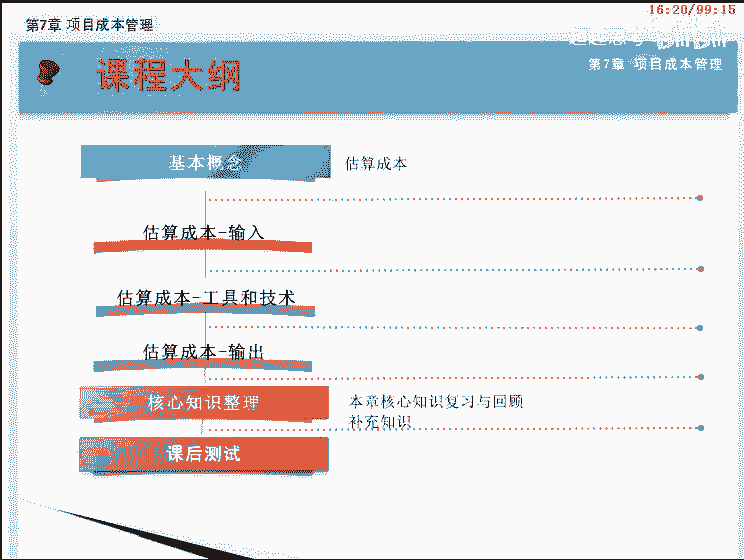 16:20/99:15
第7章 项目成本管理
课程大纲
第7章 项目成本管理
基本概念
估算成本
估算成本-输入
估算成本-工具和技术
估算成本-输出
核心知识整理
本章核心知识复习与回顾
补充知识
课后测试